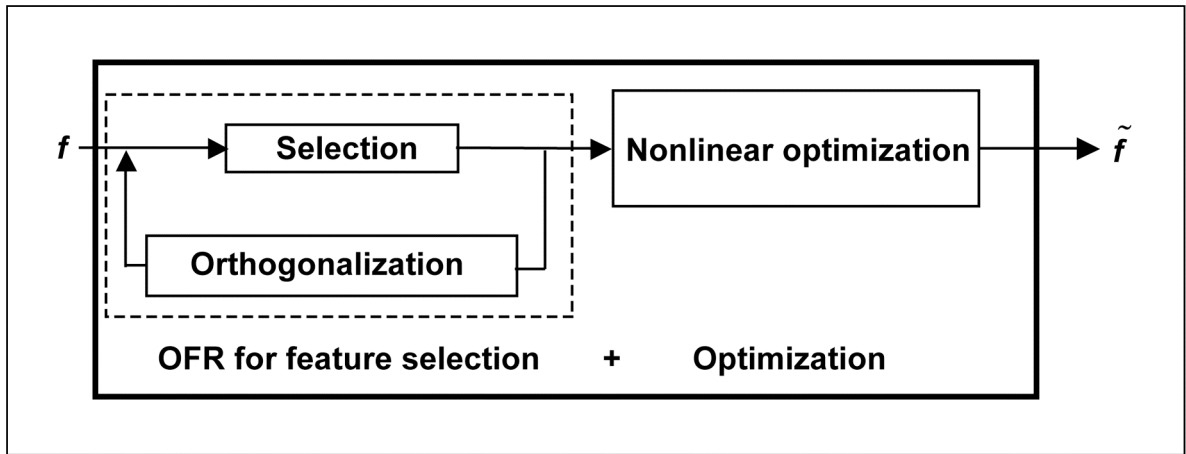 f
Selection
Nonlinear optimization
f̃
Orthogonalization
OFR for feature selection + Optimization